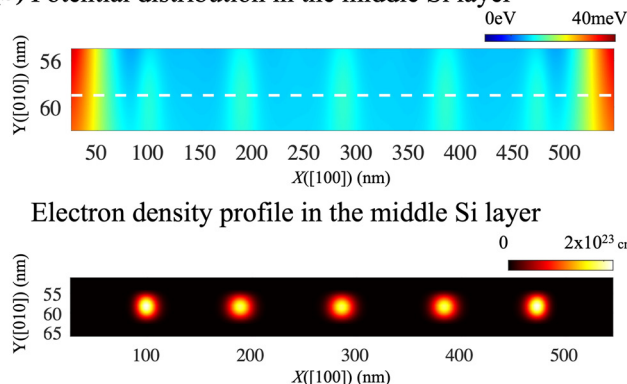 Potential distribution in the middle Si layer
0eV 40meV
Y([010]) (nm)
56
60
50 100 150 200 250 300 350 400 450 500
X([100]) (nm)
Electron density profile in the middle Si layer
0 2x10²³ cm
Y([010]) (nm)
55
60
65
100 200 300 400 500
X([100]) (nm)